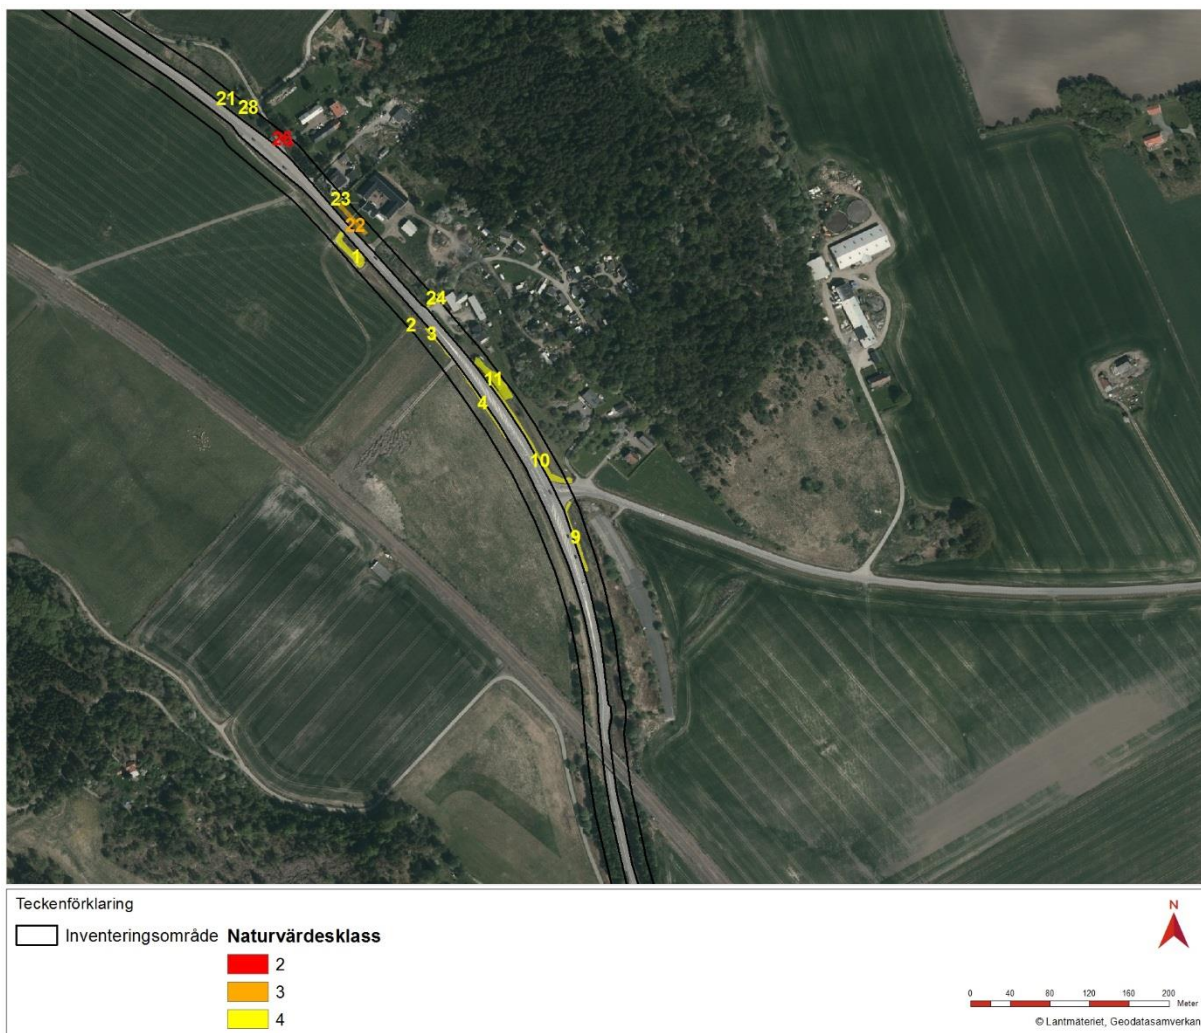 21
28
26
23
22
1
24
2
3
11
4
10
9
Teckenförklaring
Inventeringsområde Naturvärdesklass
2
3
4
N
0 40 80 120 160 200
Meter
© Lantmäteriet, Geodatasamverkan